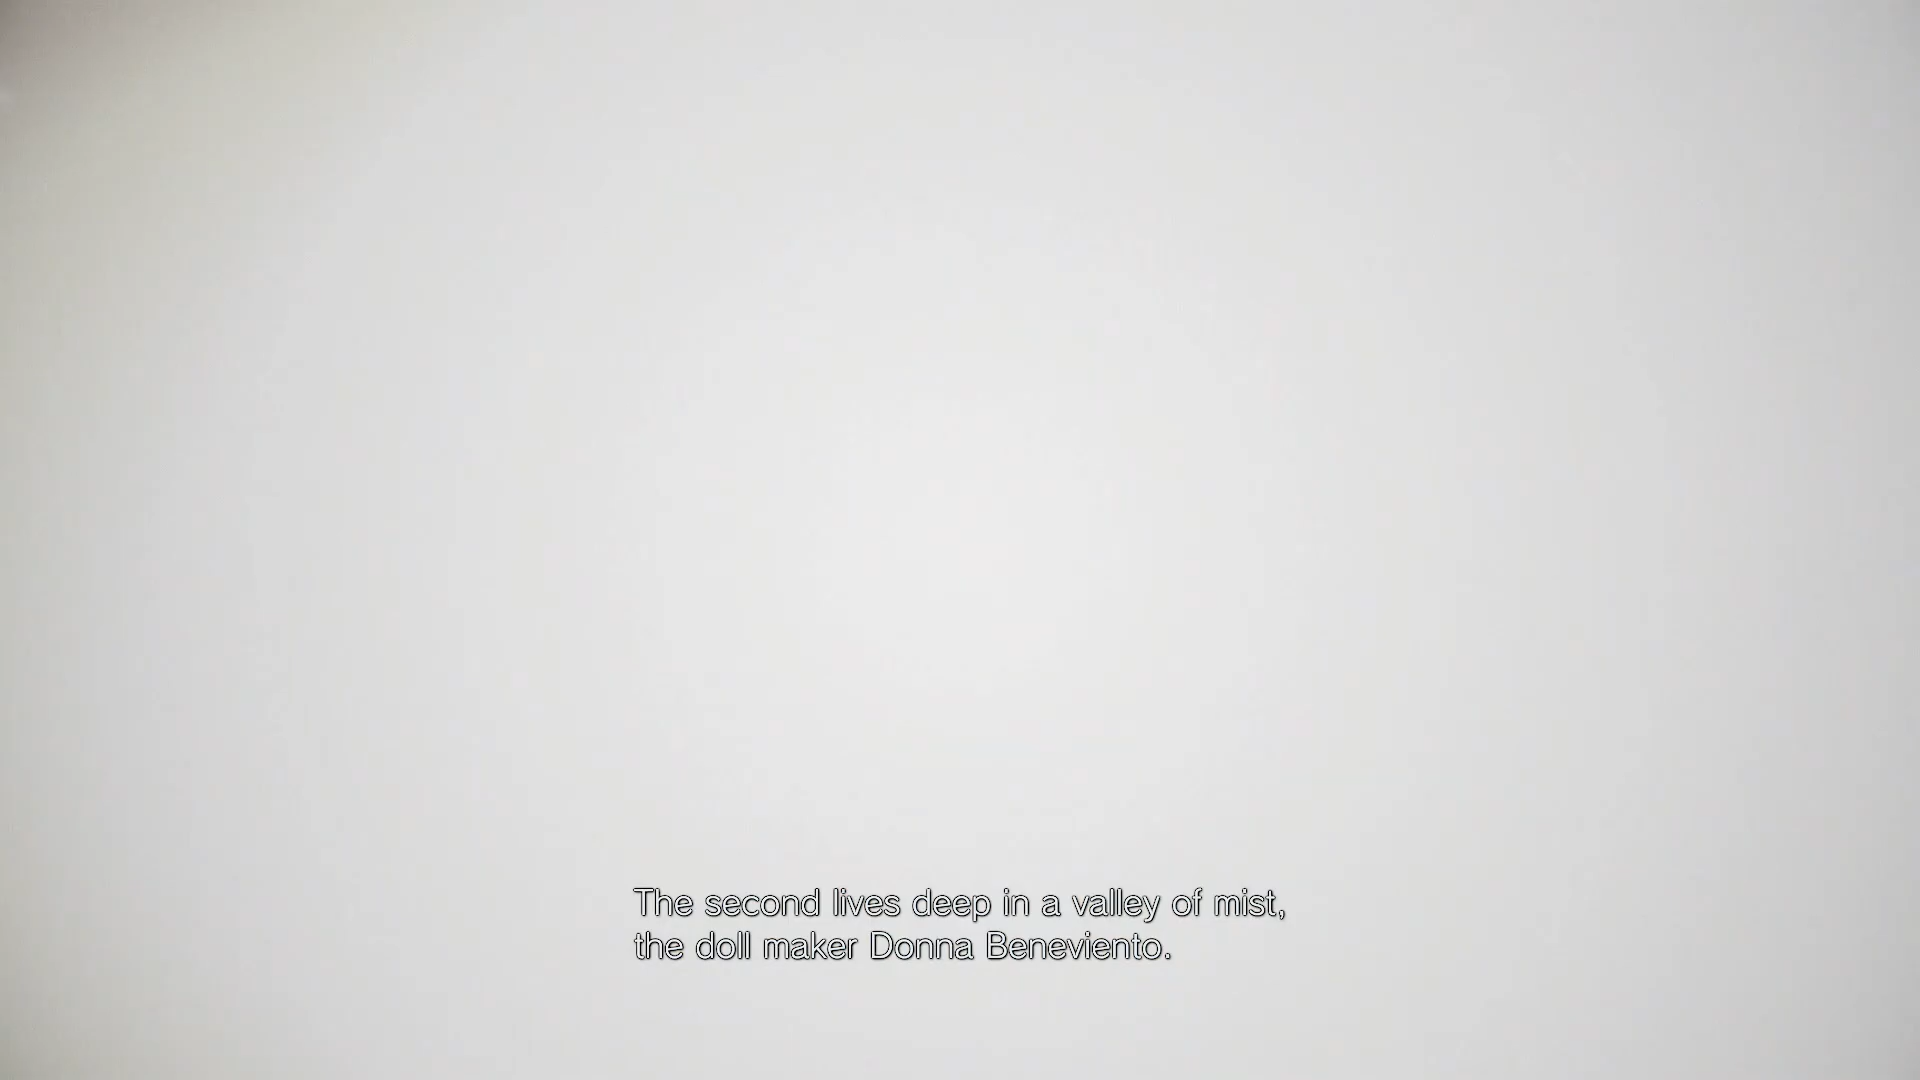 The second lives deep in a valley of mist,
the doll maker Donna Beneviento.